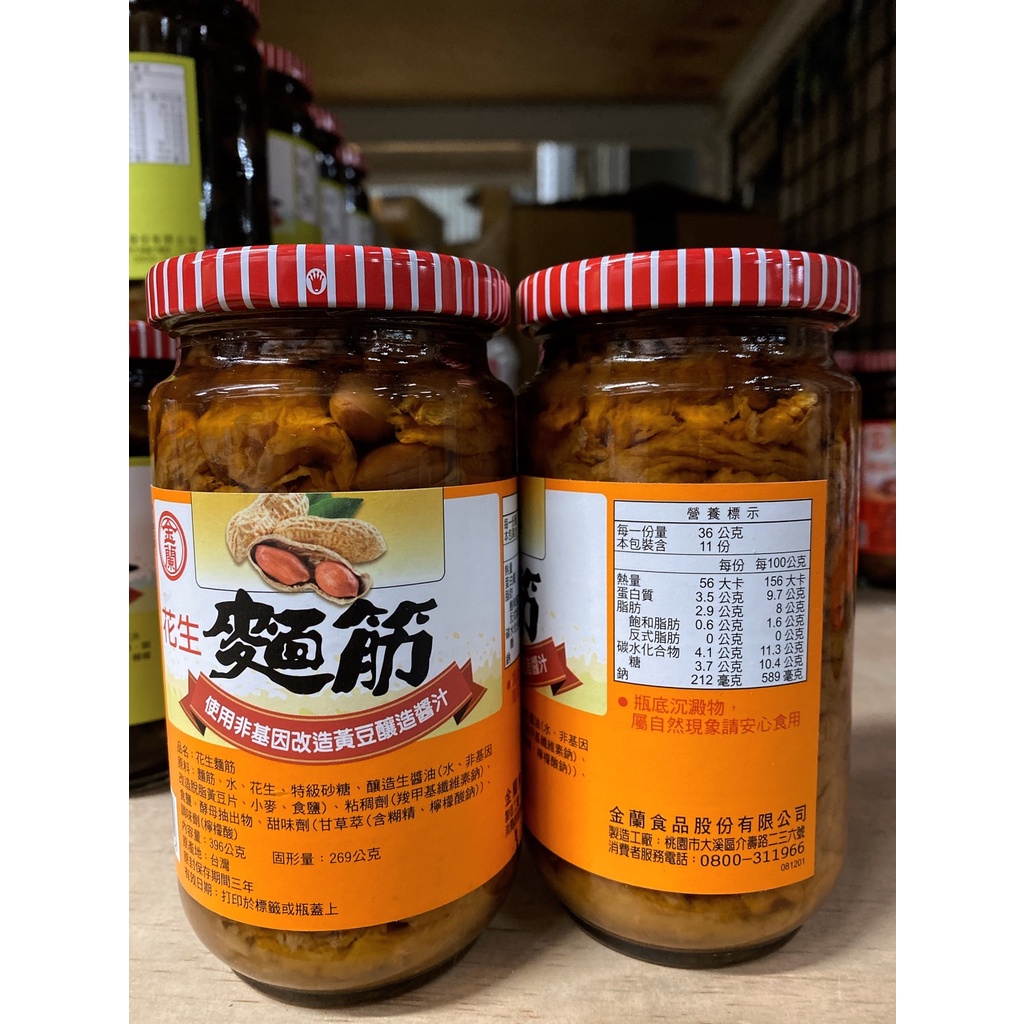 金蘭
花生
麵筋
使用非基因改造黃豆釀造醬汁
品名：花生麵筋
原料：麵筋、水、花生、特級砂糖、釀造生醬油(水、非基因
改造脫脂黃豆片、小麥、食鹽)、粘稠劑(羧甲基纖維素鈉)、
食鹽、酵母抽出物、甜味劑(甘草萃(含糊精、檸檬酸鈉))、
調味劑(檸檬酸)
內容量：396公克 固形量：269公克
原產地：台灣
原封保存期間三年
有效日期：打印於標籤或瓶蓋上
營養標示
每一份量 36 公克
本包裝含 11 份
每份 每100公克
熱量 56 大卡 156 大卡
蛋白質 3.5 公克 9.7 公克
脂肪 2.9 公克 8 公克
飽和脂肪 0.6 公克 1.6 公克
反式脂肪 0 公克 0 公克
碳水化合物 4.1 公克 11.3 公克
糖 3.7 公克 10.4 公克
鈉 212 毫克 589 毫克
●瓶底沉澱物，
屬自然現象請安心食用
金蘭食品股份有限公司
製造工廠：桃園市大溪區介壽路二三六號
消費者服務電話：0800-311966
081201